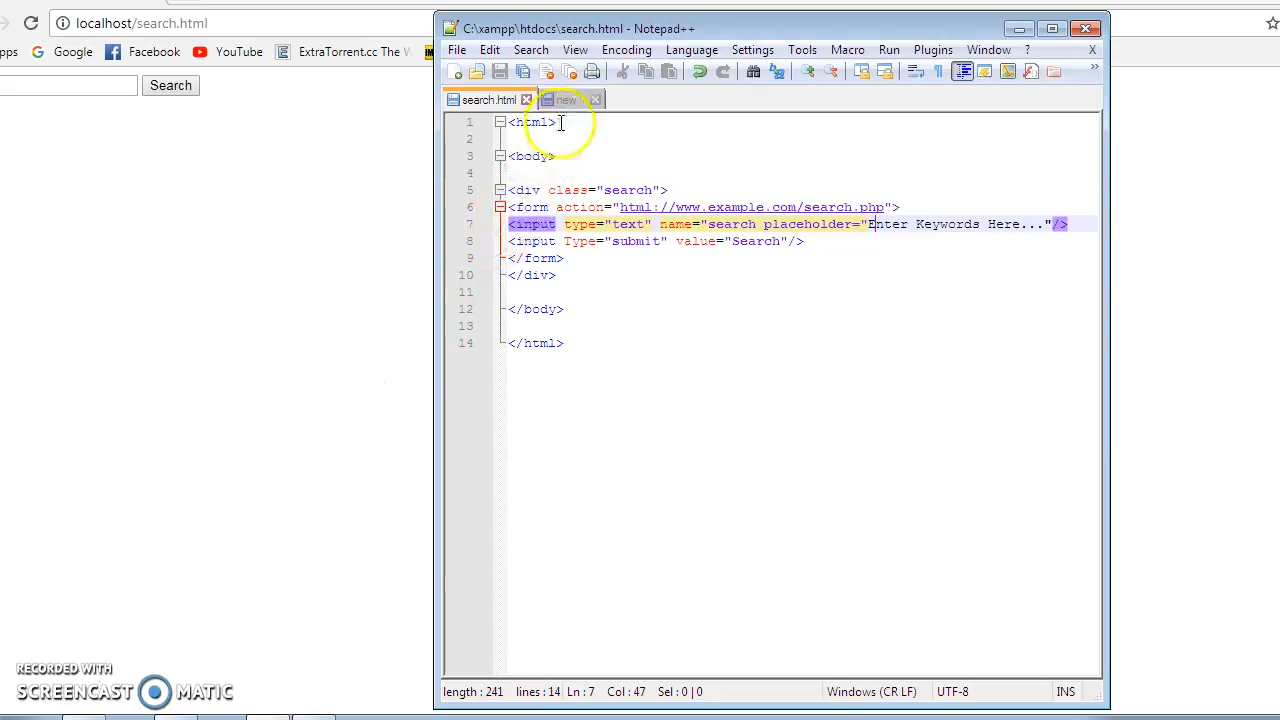 localhost/search.html
Google
Facebook
YouTube
ExtraTorrent.cc The W
Search
C:\xampp\htdocs\search.html - Notepad++
File Edit Search View Encoding Language Settings Tools Macro Run Plugins Window ? X
search.html new 1
1 <html>
2
3 <body>
4
5 <div class="search">
6 <form action="html://www.example.com/search.php">
7 <input type="text" name="search placeholder="Enter Keywords Here..."/>
8 <input Type="submit" value="Search"/>
9 </form>
10 </div>
11
12 </body>
13
14 </html>
length : 241 lines : 14 Ln : 7 Col : 47 Sel : 0 | 0 Windows (CR LF) UTF-8 INS
RECORDED WITH
SCREENCAST MATIC